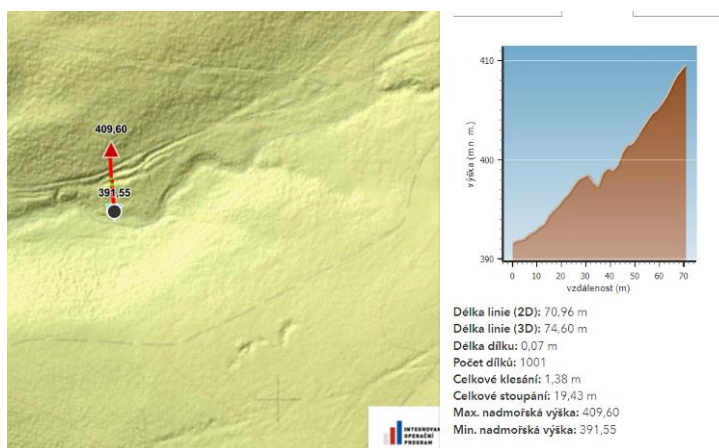 409,60
391,55
INTEGROVAN
OPERAČNÍ
PROGRAM
410
400
390
výška (m n. m.)
0 10 20 30 40 50 60 70
vzdálenost (m)
Délka linie (2D): 70,96 m
Délka linie (3D): 74,60 m
Délka dílku: 0,07 m
Počet dílků: 1001
Celkové klesání: 1,38 m
Celkové stoupání: 19,43 m
Max. nadmořská výška: 409,60
Min. nadmořská výška: 391,55